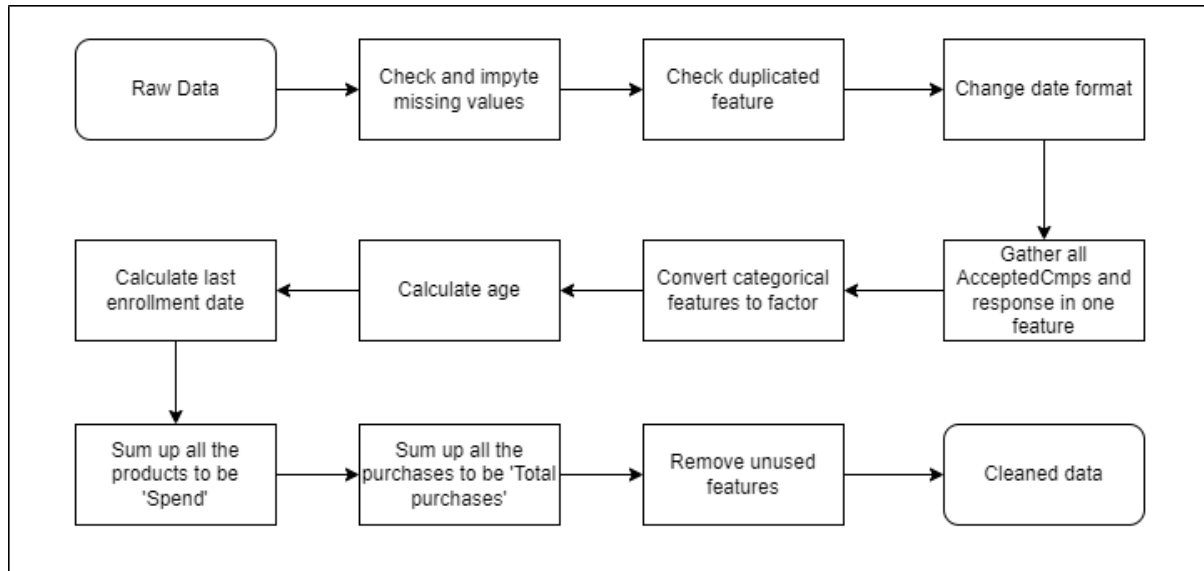 Raw Data
Check and impyte
missing values
Check duplicated
feature
Change date format
Gather all
AcceptedCmps and
response in one
feature
Convert categorical
features to factor
Calculate age
Calculate last
enrollment date
Sum up all the
products to be
'Spend'
Sum up all the
purchases to be 'Total
purchases'
Remove unused
features
Cleaned data